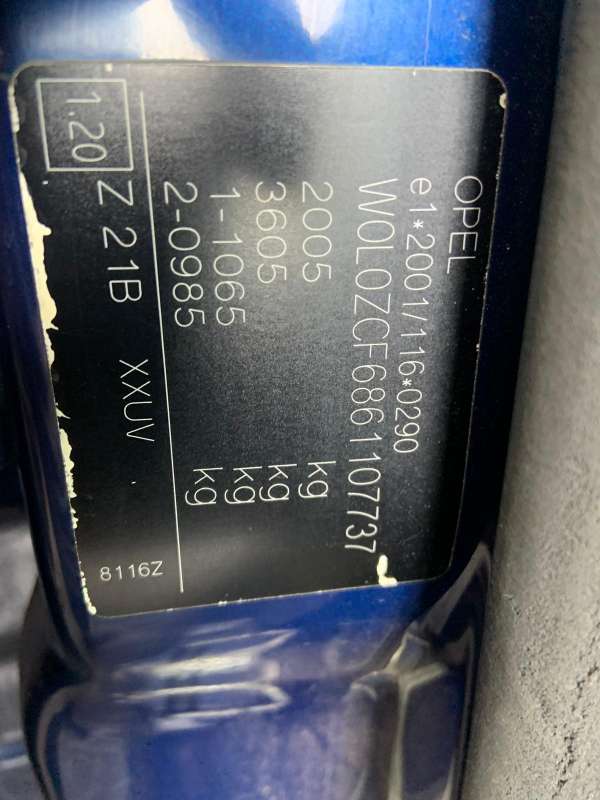 OPEL
e1*2001/116*0290
W0L0ZCF6861107737
2005 kg
3605 kg
1-1065 kg
2-0985 kg
1.20 Z 21B XXUV 8116Z